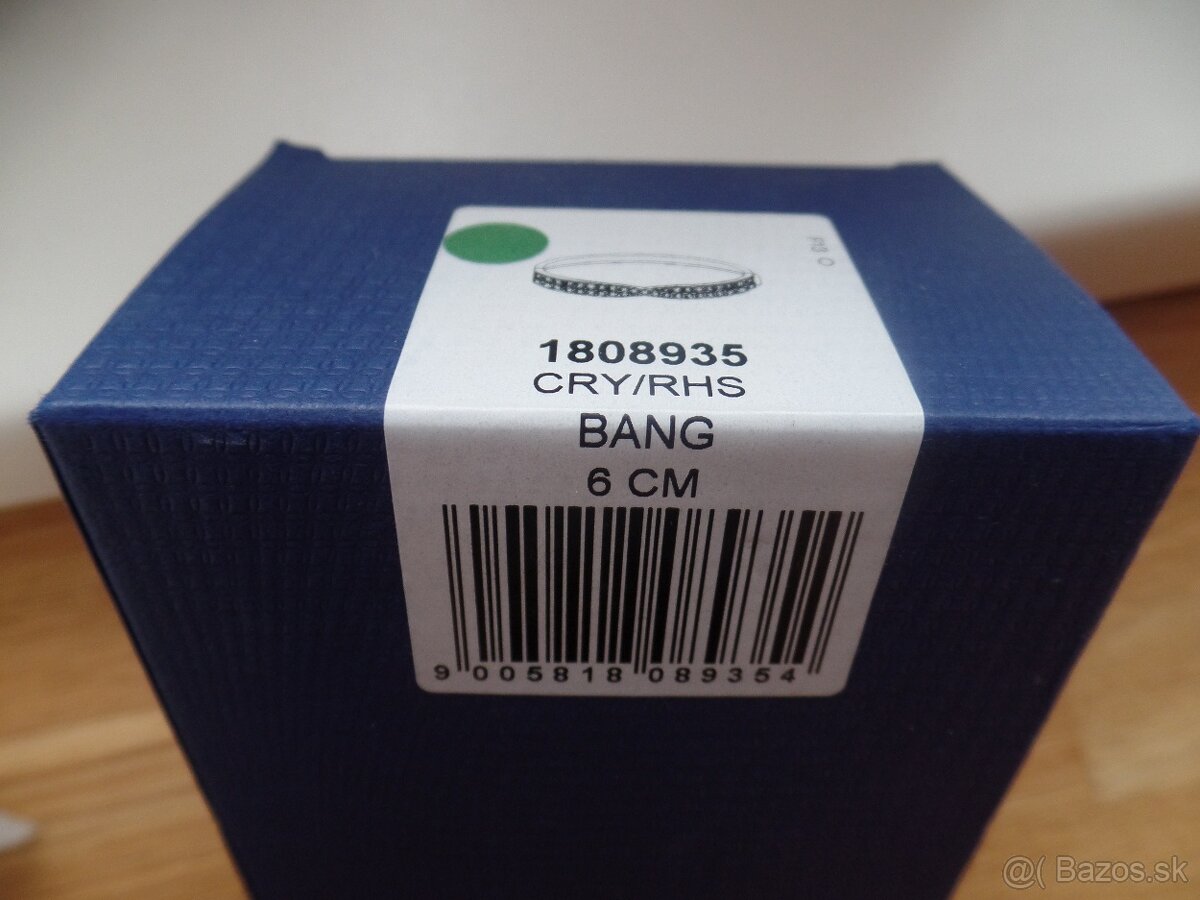 1808935
CRY/RHS
BANG
6 CM
9 005818 089354
@( Bazos.sk